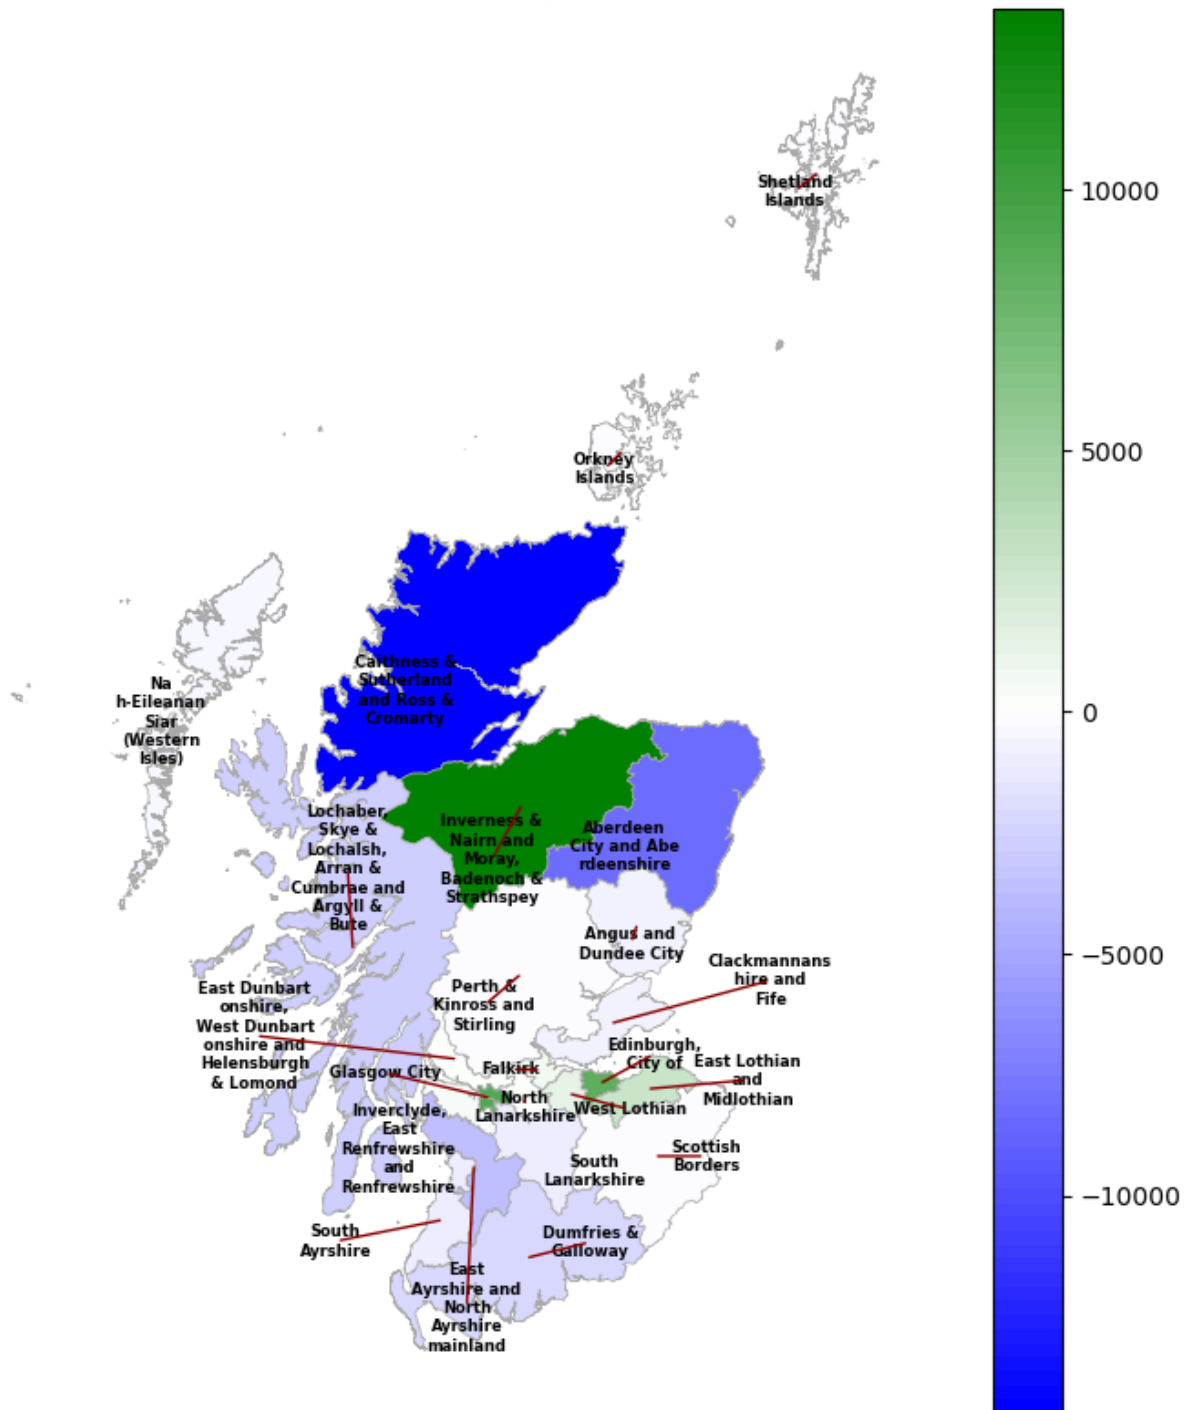 10000
Shetland
Islands
5000
Orkney
Islands
0
Caithness &
Sutherland
and Ross &
Cromarty
Na
h-Eileanan
Siar
(Western
Isles)
Lochaber,
Skye &
Lochalsh,
Arran &
Cumbrae and
Argyll &
Bute
Inverness &
Nairn and
Moray,
Badenoch &
Strathspey
Aberdeen
City and Abe
rdeenshire
Angus and
Dundee City
−5000
Clackmannans
hire and
Fife
Perth &
Kinross and
Stirling
East Dunbart
onshire,
West Dunbart
onshire and
Helensburgh
& Lomond
Edinburgh,
City of
East Lothian
and
Midlothian
Falkirk
Glasgow City
North
Lanarkshire
West Lothian
Inverclyde,
East
Renfrewshire
and
Renfrewshire
South
Lanarkshire
Scottish
Borders
−10000
South
Ayrshire
Dumfries &
Galloway
East
Ayrshire and
North
Ayrshire
mainland